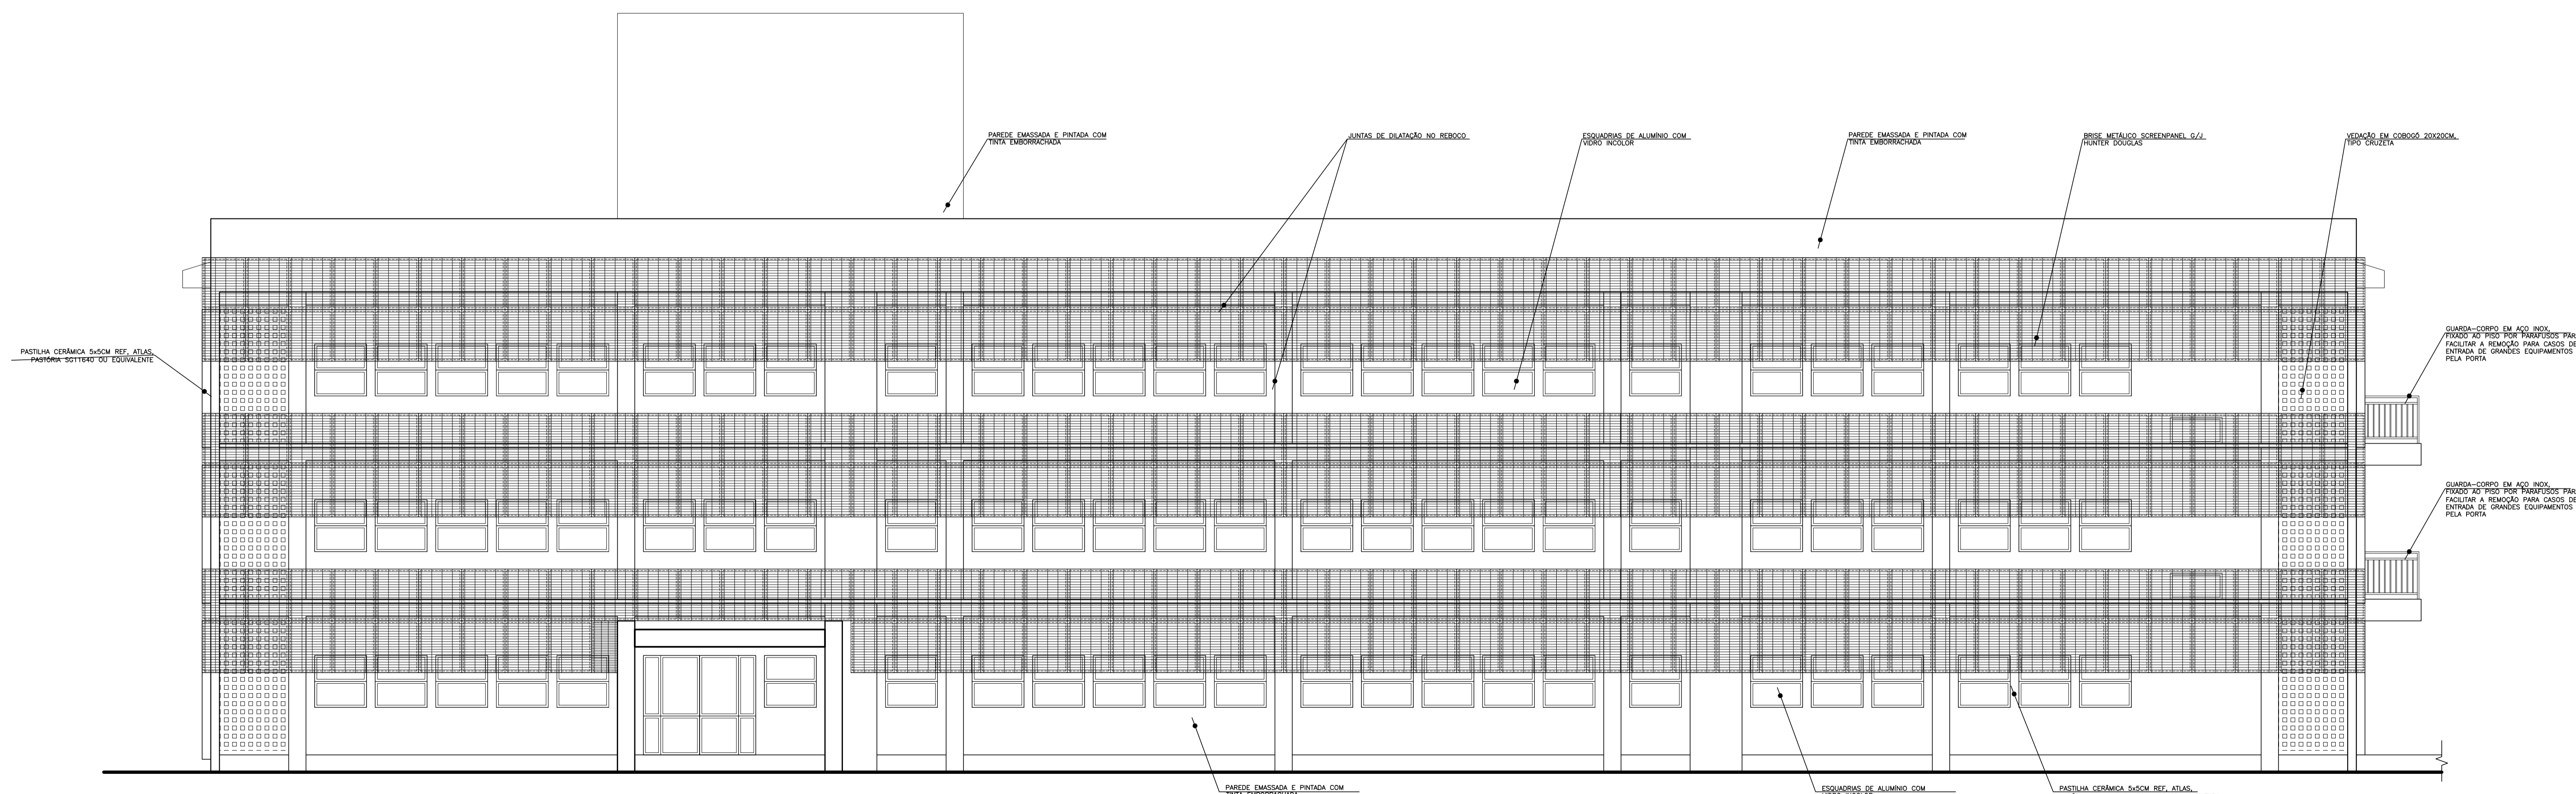 PAREDE EMASSADA E PINTADA COM
TINTA EMBORRACHADA
JUNTAS DE DILATAÇÃO NO REBOCO
ESQUADRIAS DE ALUMÍNIO COM
VIDRO INCOLOR
PAREDE EMASSADA E PINTADA COM
TINTA EMBORRACHADA
BRISE METÁLICO SCREENPANEL G/J
HUNTER DOUGLAS
VEDAÇÃO EM COBOGÓ 20X20CM,
TIPO CRUZETA
PASTILHA CERÂMICA 5x5CM REF, ATLAS,
PASTÓRIA SG11640 OU EQUIVALENTE
GUARDA-CORPO EM AÇO INOX,
FIXADO AO PISO POR PARAFUSOS PAR
FACILITAR A REMOÇÃO PARA CASOS DE
ENTRADA DE GRANDES EQUIPAMENTOS
PELA PORTA
GUARDA-CORPO EM AÇO INOX,
FIXADO AO PISO POR PARAFUSOS PAR
FACILITAR A REMOÇÃO PARA CASOS DE
ENTRADA DE GRANDES EQUIPAMENTOS
PELA PORTA
PAREDE EMASSADA E PINTADA COM
TINTA EMBORRACHADA
ESQUADRIAS DE ALUMÍNIO COM
VIDRO INCOLOR
PASTILHA CERÂMICA 5x5CM REF, ATLAS,